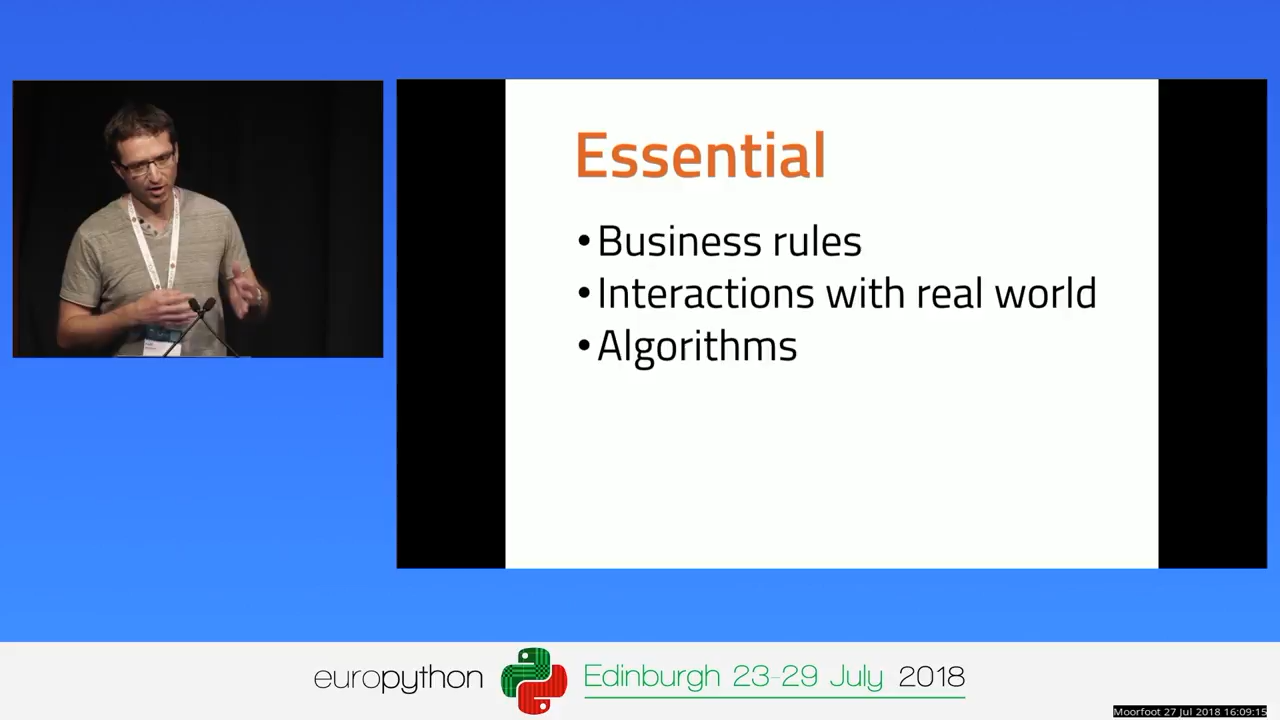 Essential
• Business rules
• Interactions with real world
• Algorithms
europython
Edinburgh 23-29 July 2018
Moorfoot 27 Jul 2018 16:09:15